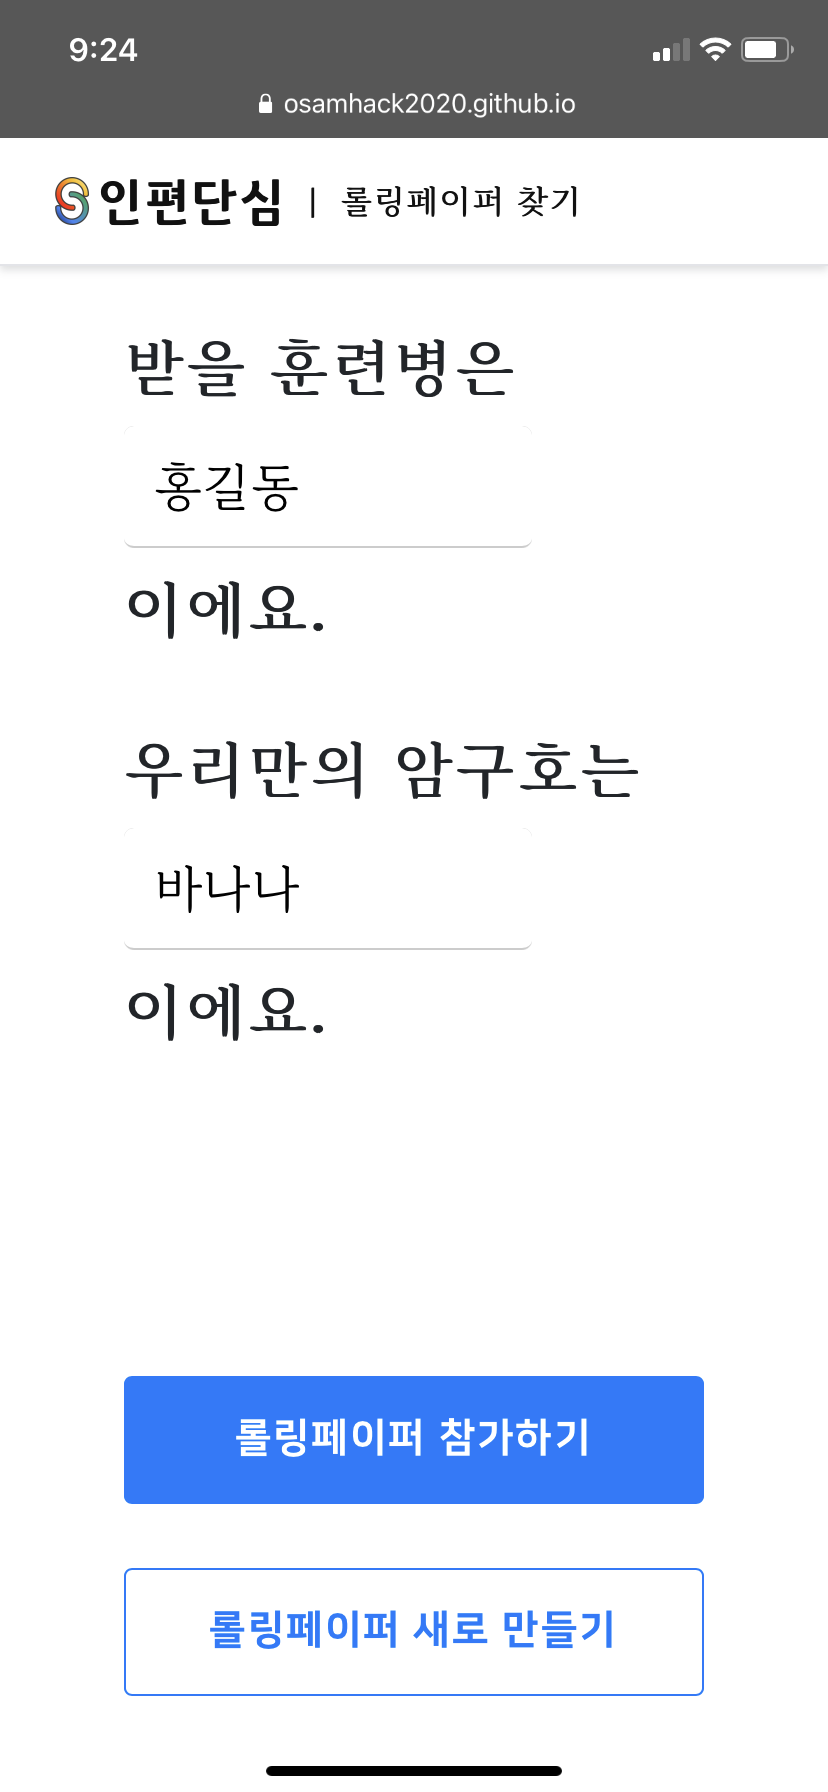 9:24
osamhack2020.github.io
인편단심 | 롤링페이퍼 찾기
받을 훈련병은
홍길동
이에요.
우리만의 암구호는
바나나
이에요.
롤링페이퍼 참가하기
롤링페이퍼 새로 만들기